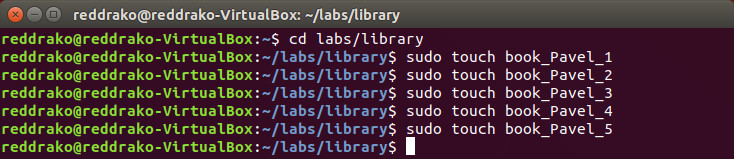 reddrako@reddrako-VirtualBox: ~/labs/library
reddrako@reddrako-VirtualBox:~$ cd labs/library
reddrako@reddrako-VirtualBox:~/labs/library$ sudo touch book_Pavel_1
reddrako@reddrako-VirtualBox:~/labs/library$ sudo touch book_Pavel_2
reddrako@reddrako-VirtualBox:~/labs/library$ sudo touch book_Pavel_3
reddrako@reddrako-VirtualBox:~/labs/library$ sudo touch book_Pavel_4
reddrako@reddrako-VirtualBox:~/labs/library$ sudo touch book_Pavel_5
reddrako@reddrako-VirtualBox:~/labs/library$